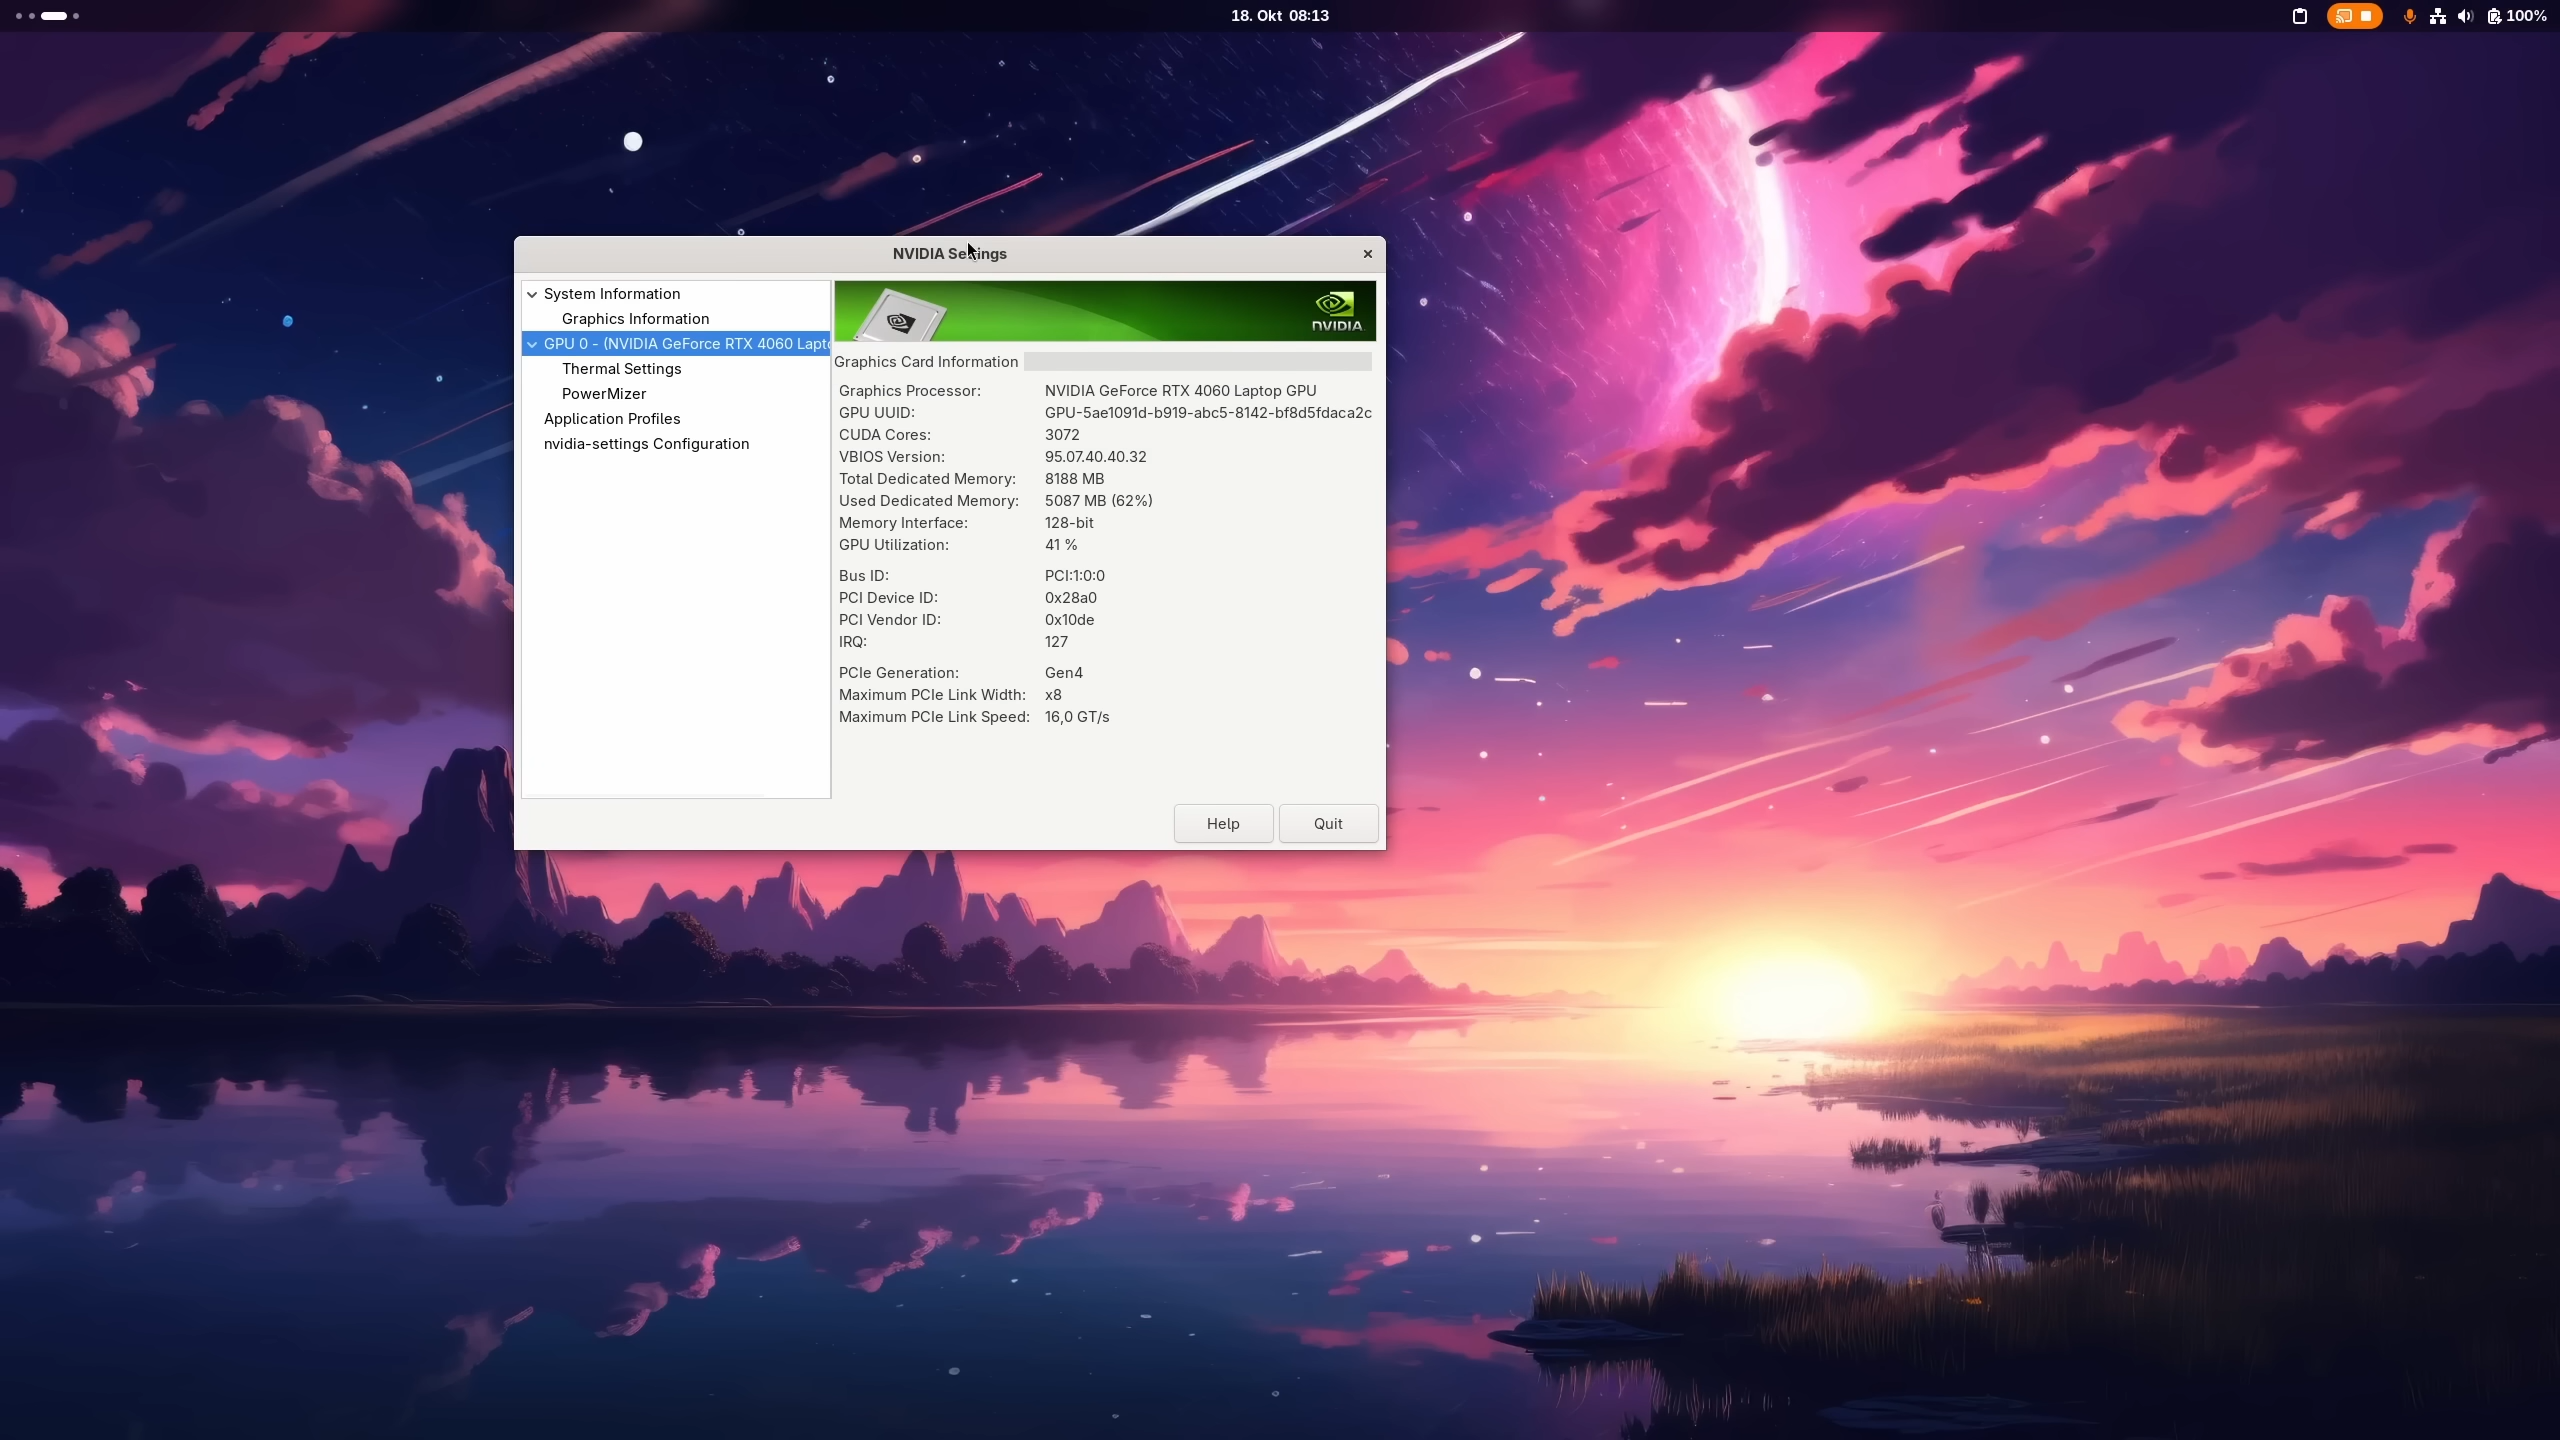 18. Okt 08:13
100%
NVIDIA Settings
System Information
Graphics Information
GPU 0 - (NVIDIA GeForce RTX 4060 Lapto
Thermal Settings
PowerMizer
Application Profiles
nvidia-settings Configuration
NVIDIA
Graphics Card Information
Graphics Processor: NVIDIA GeForce RTX 4060 Laptop GPU
GPU UUID: GPU-5ae1091d-b919-abc5-8142-bf8d5fdaca2c
CUDA Cores: 3072
VBIOS Version: 95.07.40.40.32
Total Dedicated Memory: 8188 MB
Used Dedicated Memory: 5087 MB (62%)
Memory Interface: 128-bit
GPU Utilization: 41 %
Bus ID: PCI:1:0:0
PCI Device ID: 0x28a0
PCI Vendor ID: 0x10de
IRQ: 127
PCIe Generation: Gen4
Maximum PCIe Link Width: x8
Maximum PCIe Link Speed: 16,0 GT/s
Help
Quit